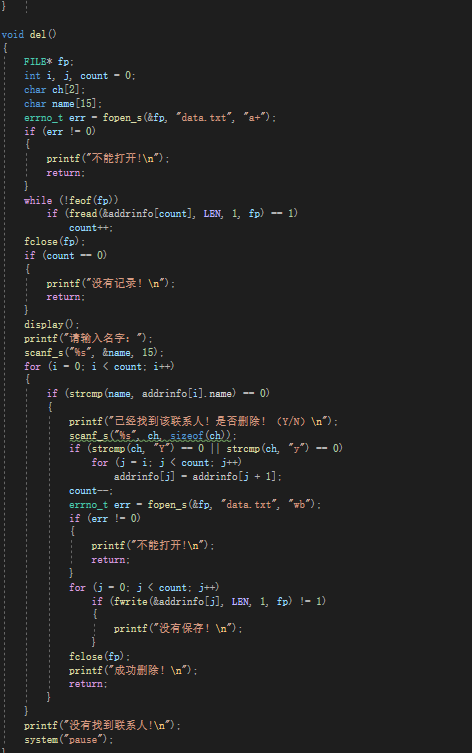 }
void del()
{
FILE* fp;
int i, j, count = 0;
char ch[2];
char name[15];
errno_t err = fopen_s(&fp, "data.txt", "a+");
if (err != 0)
{
printf("不能打开!\n");
return;
}
while (!feof(fp))
if (fread(&addrinfo[count], LEN, 1, fp) == 1)
count++;
fclose(fp);
if (count == 0)
{
printf("没有记录! \n");
return;
}
display();
printf("请输入名字: ");
scanf_s("%s", &name, 15);
for (i = 0; i < count; i++)
{
if (strcmp(name, addrinfo[i].name) == 0)
{
printf("已经找到该联系人! 是否删除! (Y/N) \n");
scanf_s("%s", ch, sizeof(ch));
if (strcmp(ch, "Y") == 0 || strcmp(ch, "y") == 0)
for (j = i; j < count; j++)
addrinfo[j] = addrinfo[j + 1];
count--;
errno_t err = fopen_s(&fp, "data.txt", "wb");
if (err != 0)
{
printf("不能打开!\n");
return;
}
for (j = 0; j < count; j++)
if (fwrite(&addrinfo[j], LEN, 1, fp) != 1)
{
printf("没有保存! \n");
}
fclose(fp);
printf("成功删除! \n");
return;
}
}
printf("没有找到联系人!\n");
system("pause");
}